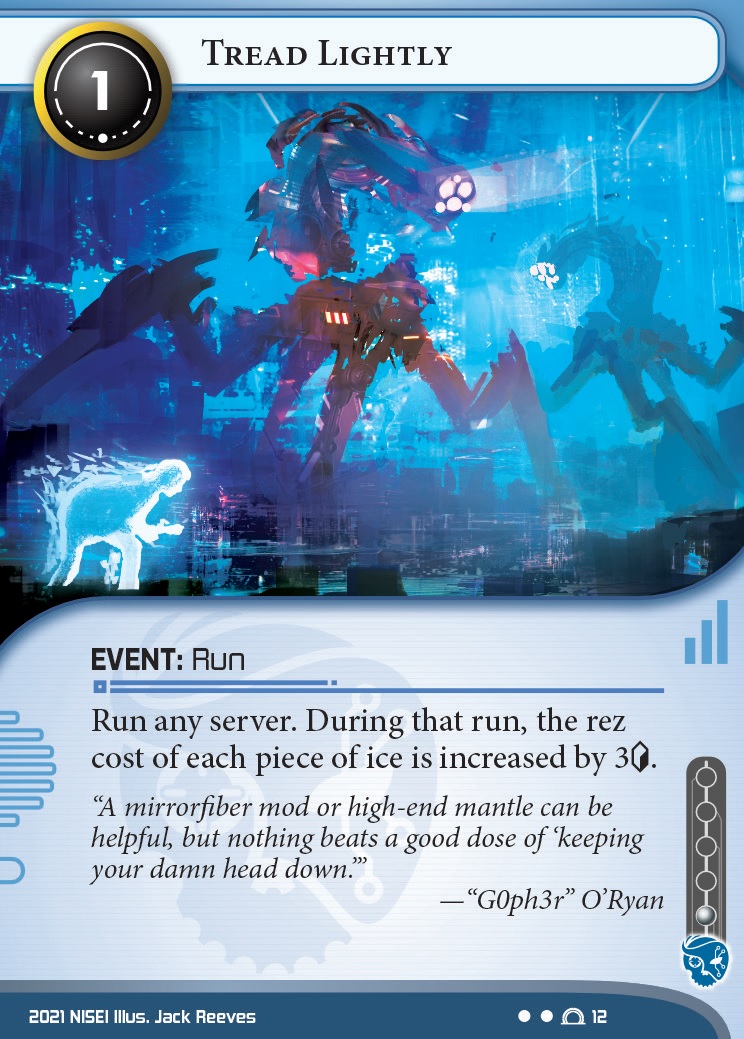 1
Tread Lightly
EVENT: Run
Run any server. During that run, the rez
cost of each piece of ice is increased by 3.
“A mirrorfiber mod or high-end mantle can be
helpful, but nothing beats a good dose of ‘keeping
your damn head down.’”
—“G0ph3r” O’Ryan
2021 NISEI Illus. Jack Reeves
12